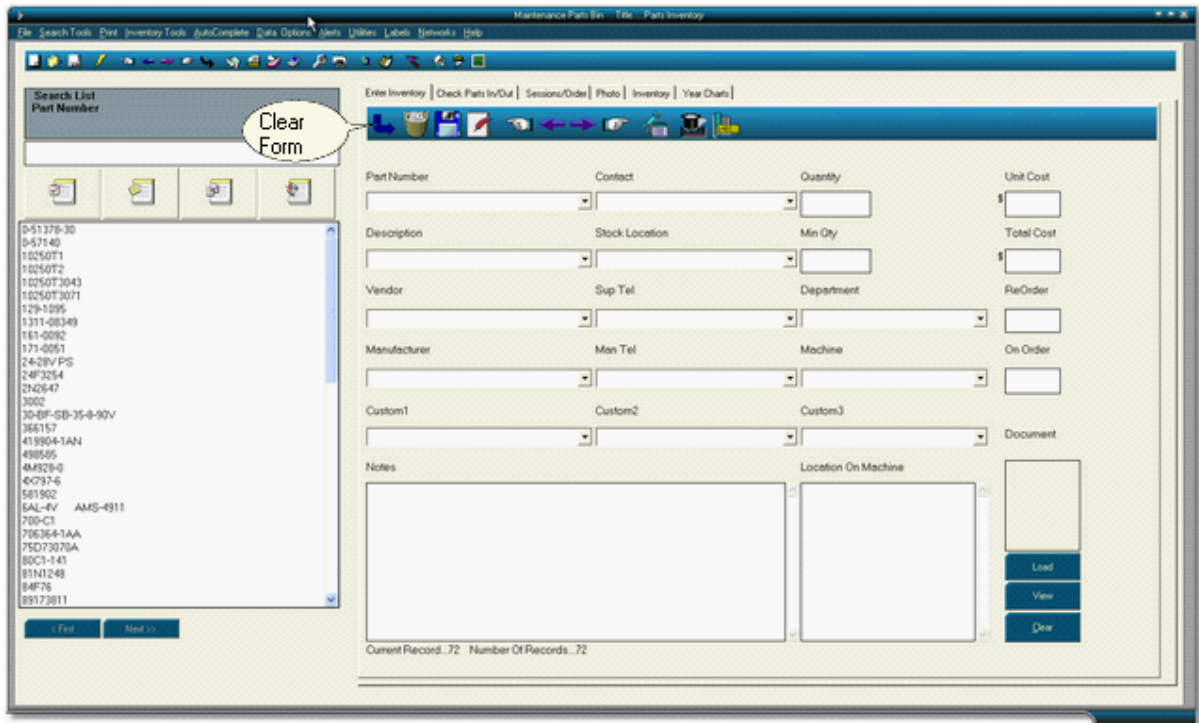 Maintenance Parts Bin Title... Parts Inventory
File Search Tools Print Inventory Tools AutoComplete Data Options Alerts Utilities Labels Networks Help
Search List
Part Number
Clear
Form
Enter Inventory Check Parts In/Out Sessions/Order Photo Inventory Year Charts
Part Number Contact Quantity Unit Cost
$
Description Stock Location Min Qty Total Cost
$
Vendor Sup Tel Department ReOrder
Manufacturer Man Tel Machine On Order
Custom1 Custom2 Custom3
Document
Notes Location On Machine
0-51378-30
0-57140
10250T1
10250T2
10250T3043
10250T3071
129-1095
1311-08349
161-0092
171-0051
24-28V PS
24F3254
2N2647
3002
30-BF-SB-35-8-90V
366157
419904-1AN
498585
4M928-0
4X797-6
581902
6AL-4V AMS-4911
700-C1
706364-1AA
75D73070A
80C1-141
81N1248
84F76
89173811
Load
View
Clear
< First Next >>
Current Record...72 Number Of Records...72